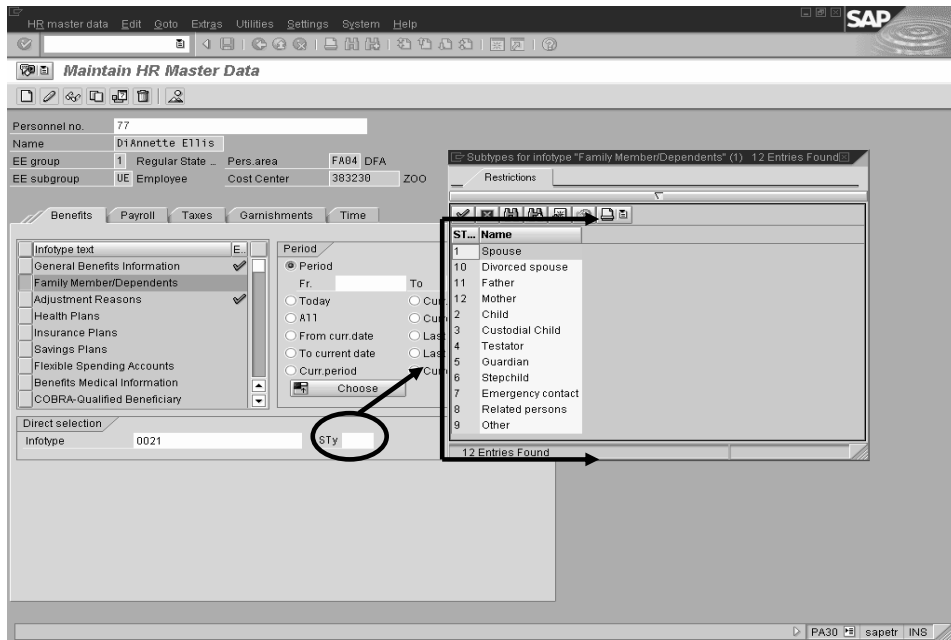 HR master data Edit Goto Extras Utilities Settings System Help
SAP
Maintain HR Master Data
Personnel no. 77
Name DiAnnette Ellis
EE group 1 Regular State .. Pers.area FA04 DFA
EE subgroup UE Employee Cost Center 383230 ZOO
Benefits Payroll Taxes Garnishments Time
Infotype text E..
General Benefits Information
Family Member/Dependents
Adjustment Reasons
Health Plans
Insurance Plans
Savings Plans
Flexible Spending Accounts
Benefits Medical Information
COBRA-Qualified Beneficiary
Period
Period
Fr. To
Today
All
From curr.date
To current date
Curr.period
Choose
Direct selection
Infotype 0021 STy
Subtypes for infotype "Family Member/Dependents" (1) 12 Entries Found
Restrictions
ST... Name
1 Spouse
10 Divorced spouse
11 Father
12 Mother
2 Child
3 Custodial Child
4 Testator
5 Guardian
6 Stepchild
7 Emergency contact
8 Related persons
9 Other
12 Entries Found
PA30 sapetr INS